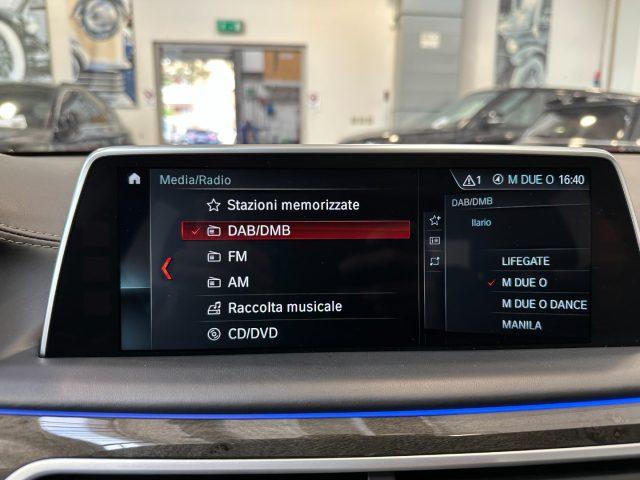 Media/Radio
1 M DUE O 16:40
Stazioni memorizzate
DAB/DMB
FM
AM
Raccolta musicale
CD/DVD
DAB/DMB
Ilario
LIFEGATE
M DUE O
M DUE O DANCE
MANILA